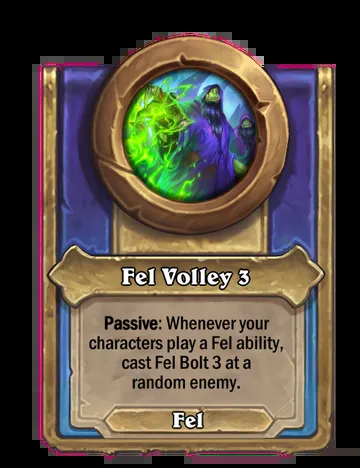 Fel Volley 3
Passive: Whenever your
characters play a Fel ability,
cast Fel Bolt 3 at a
random enemy.
Fel